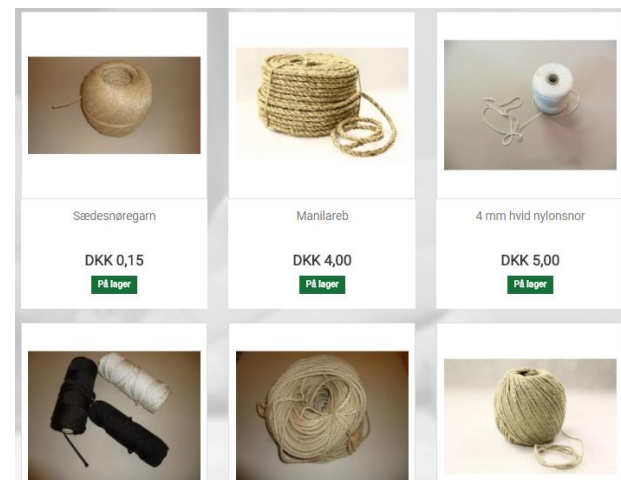 Sædesnøregarn
Manilareb
4 mm hvid nylonsnor
DKK 0,15
DKK 4,00
DKK 5,00
På lager
På lager
På lager